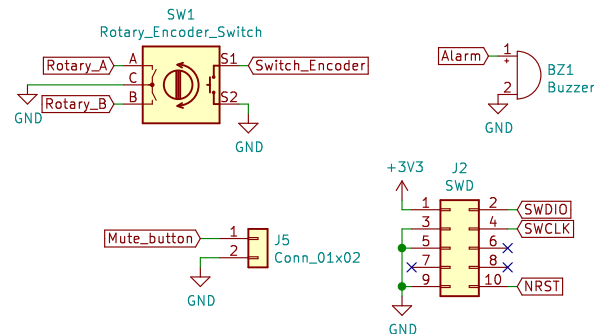 SW1
Rotary_Encoder_Switch
Rotary_A
A
S1
Switch_Encoder
C
GND
Rotary_B
B
S2
GND
Alarm
1
+
BZ1
Buzzer
2
GND
Mute_button
1
2
J5
Conn_01x02
GND
+3V3
J2
SWD
1
2
SWDIO
3
4
SWCLK
5
6
7
8
9
10
NRST
GND